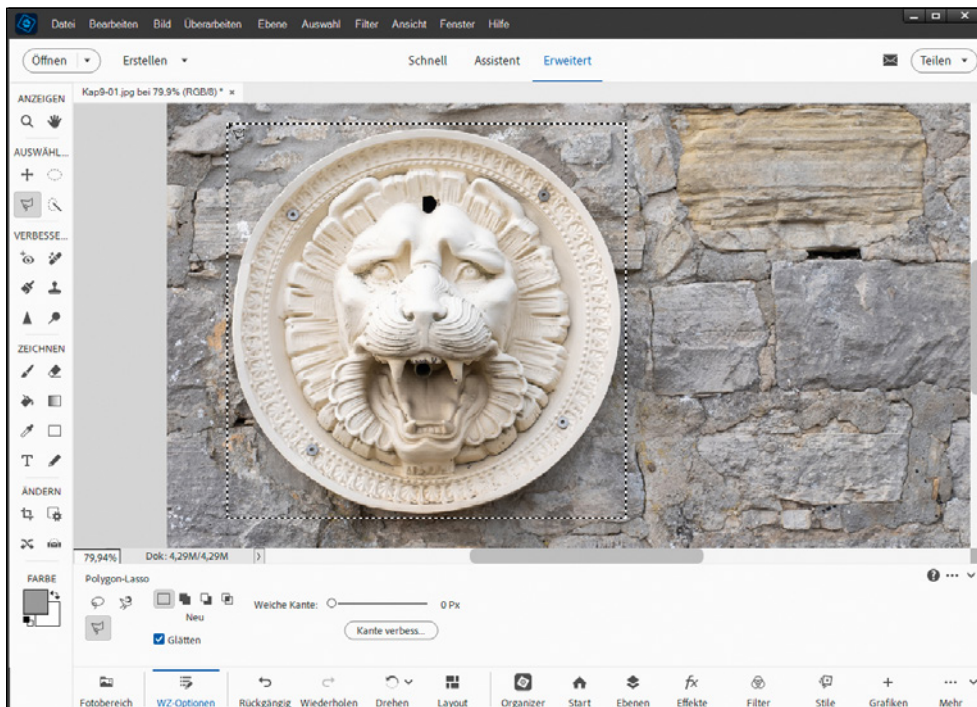 Datei Bearbeiten Bild Überarbeiten Ebene Auswahl Filter Ansicht Fenster Hilfe
Öffnen Erstellen Schnell Assistent Erweitert Teilen
Kap9-01.jpg bei 79,9% (RGB/8) * ×
ANZEIGEN
AUSWÄHL...
VERBESSE...
ZEICHNEN
T
ÄNDERN
FARBE
79,94% Dok: 4,29M/4,29M >
Polygon-Lasso
Weiche Kante: 0 Px
Neu
Kante verbess...
Glätten
Fotobereich WZ-Optionen Rückgängig Wiederholen Drehen Layout Organizer Start Ebenen Effekte Filter Stile Grafiken Mehr